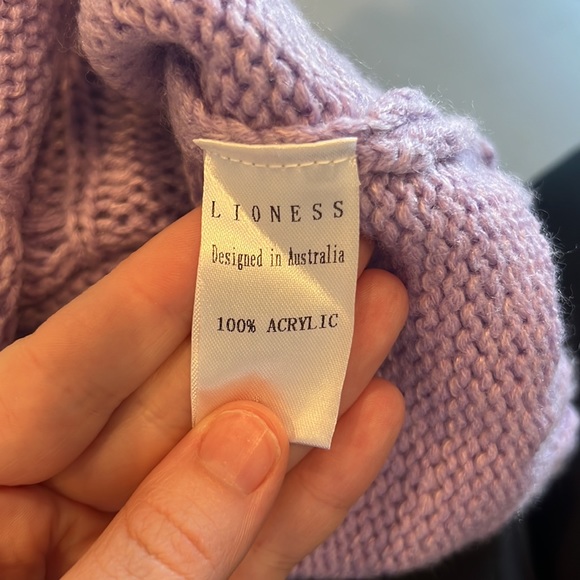 LIONESS
Designed in Australia
100% ACRYLIC